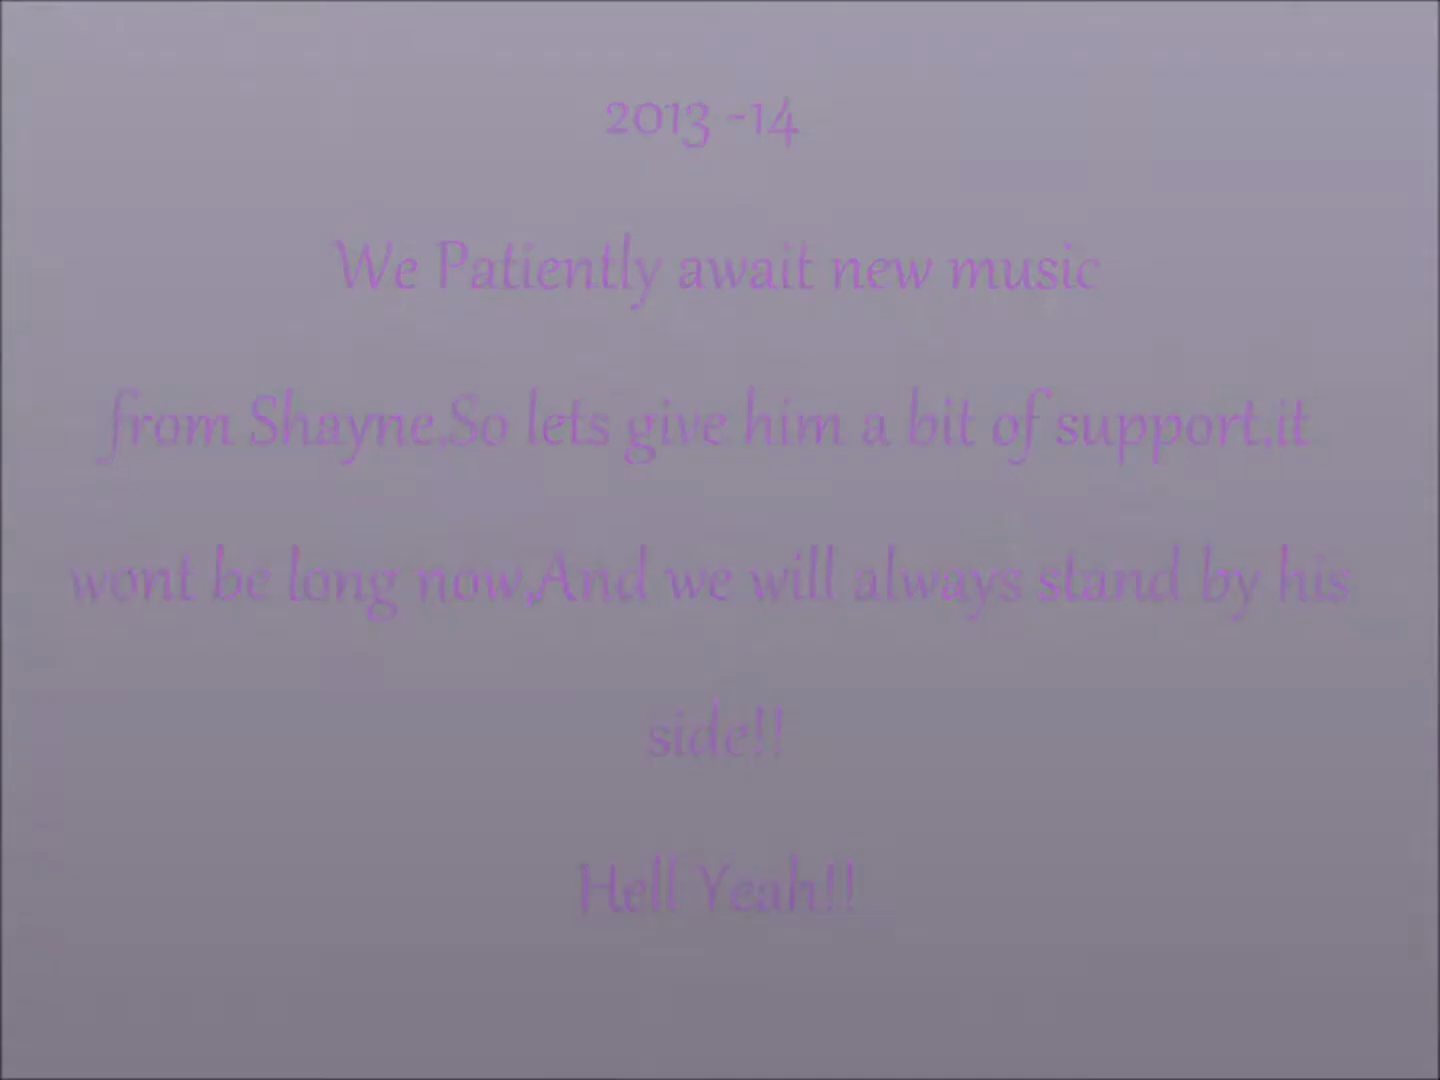 2013 -14
We Patiently await new music
from Shayne,So lets give him a bit of support,it
wont be long now,And we will always stand by his
side!!
Hell Yeah!!